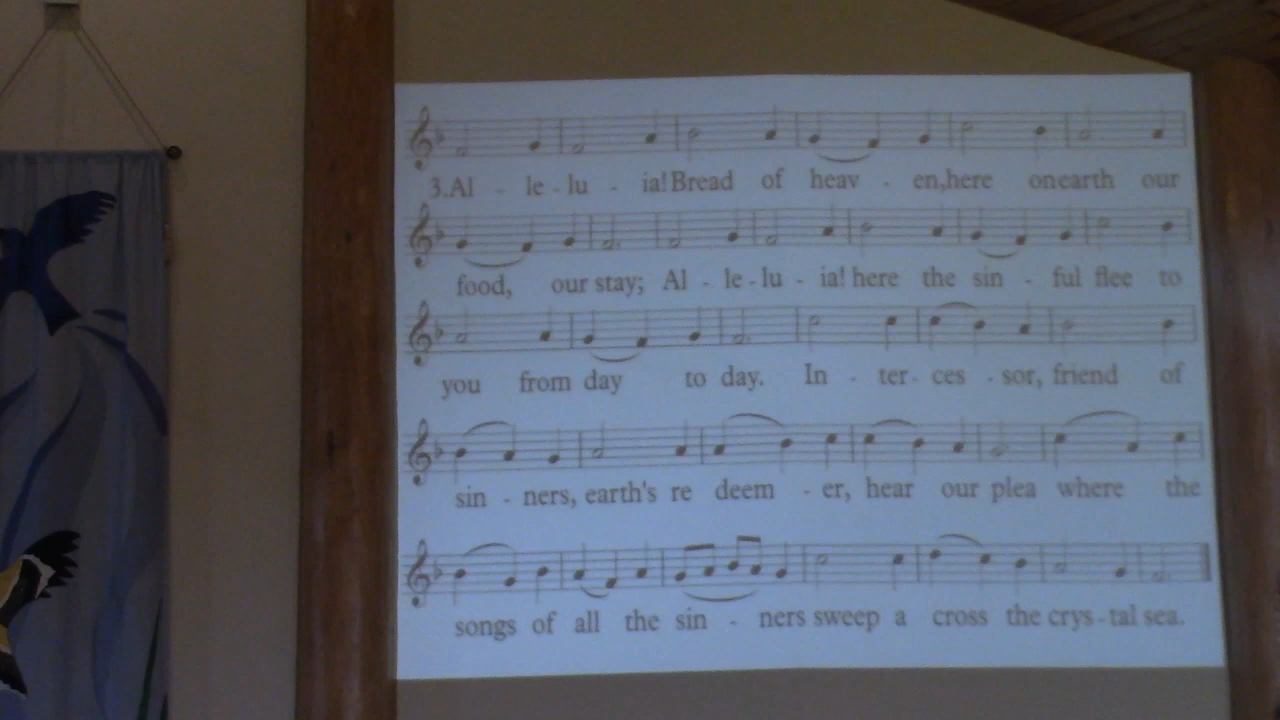 3.Al - le - lu - ia! Bread of heav - en, here on earth our
food, our stay; Al - le - lu - ia! here the sin - ful flee to
you from day to day. In - ter - ces - sor, friend of
sin - ners, earth's re deem - er, hear our plea where the
songs of all the sin - ners sweep a cross the crys - tal sea.